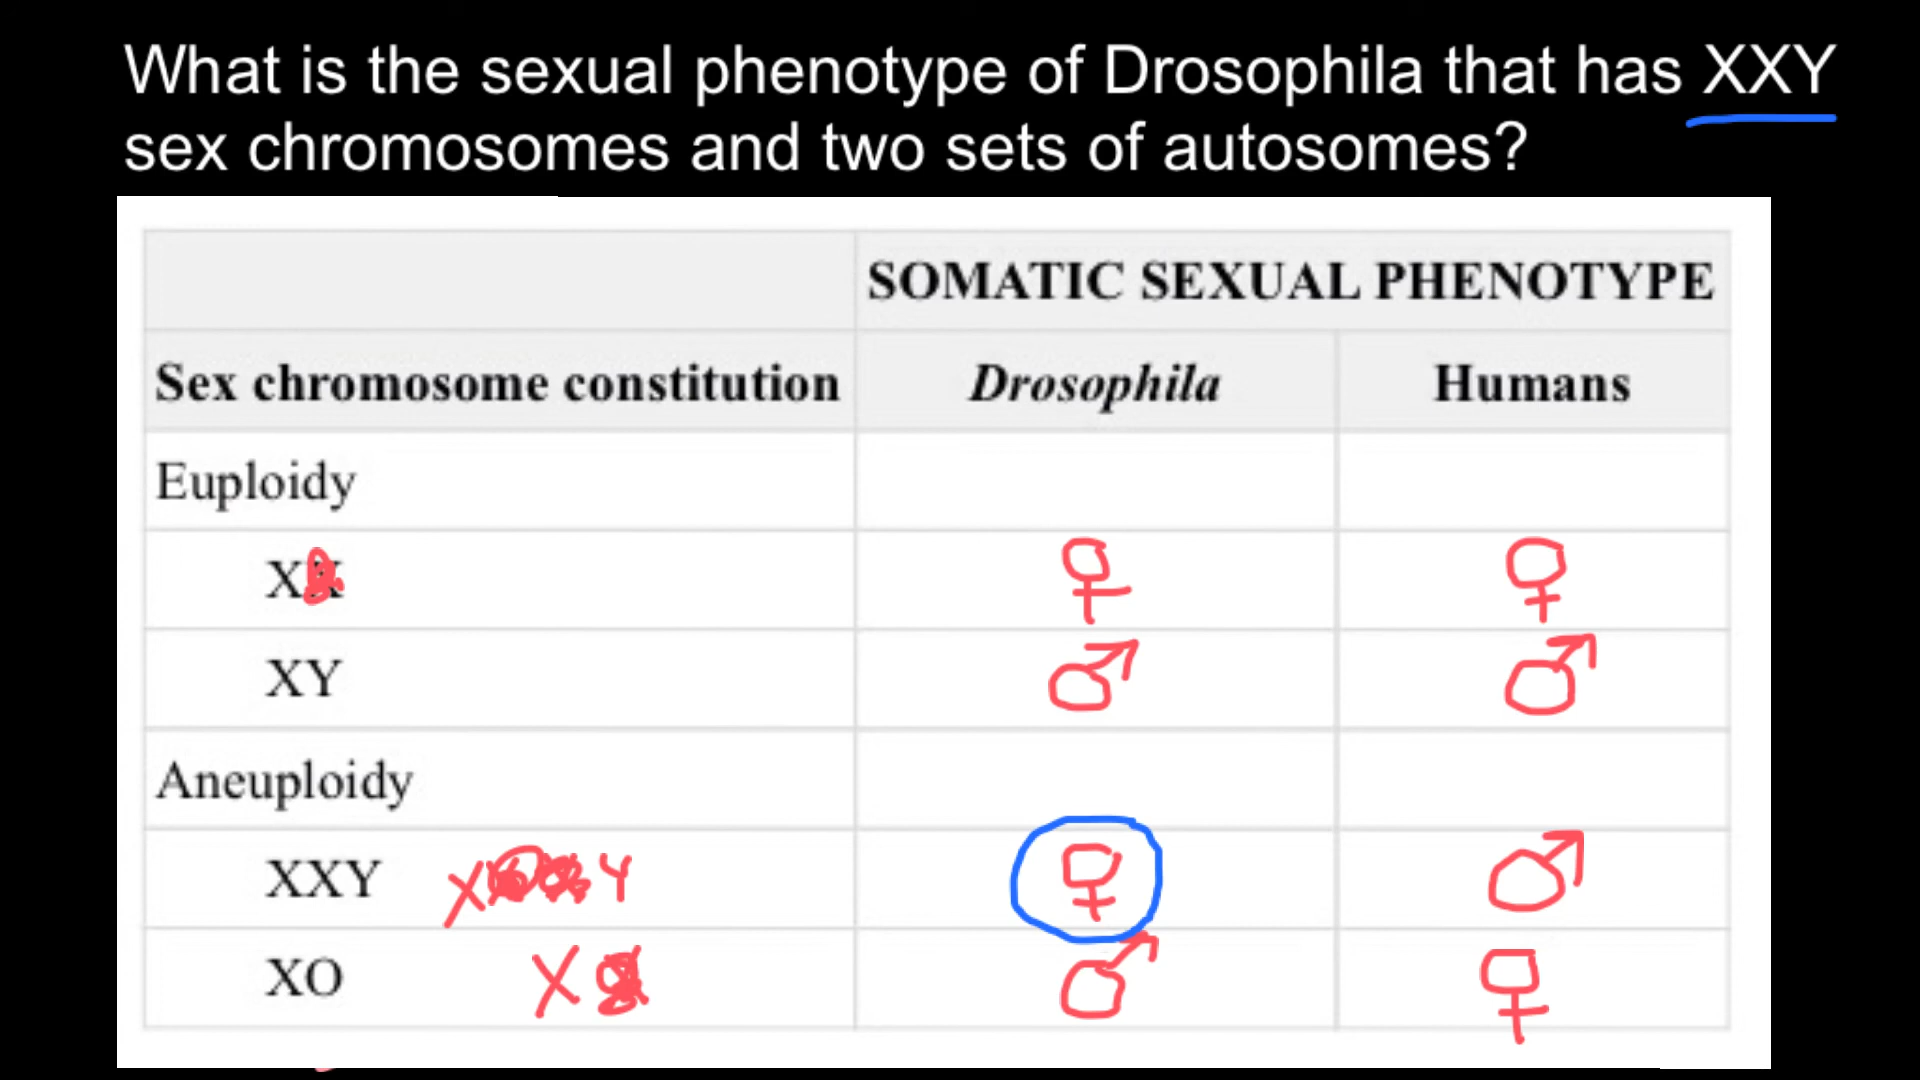 What is the sexual phenotype of Drosophila that has XXY
sex chromosomes and two sets of autosomes?
SOMATIC SEXUAL PHENOTYPE
Sex chromosome constitution Drosophila Humans
Euploidy
XX ♀ ♀
XY ♂ ♂
Aneuploidy
XXY X Y ♀ ♂
XO X ♂ ♀